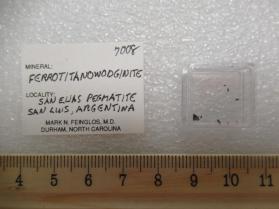 7008
MINERAL:
FERROTITANOWODGINITE
LOCALITY:
SAN ELIAS PEGMATITE
SAN LUIS, ARGENTINA
MARK N. FEINGLOS, M.D.
DURHAM, NORTH CAROLINA
4 5 6 7 8 9 10 11